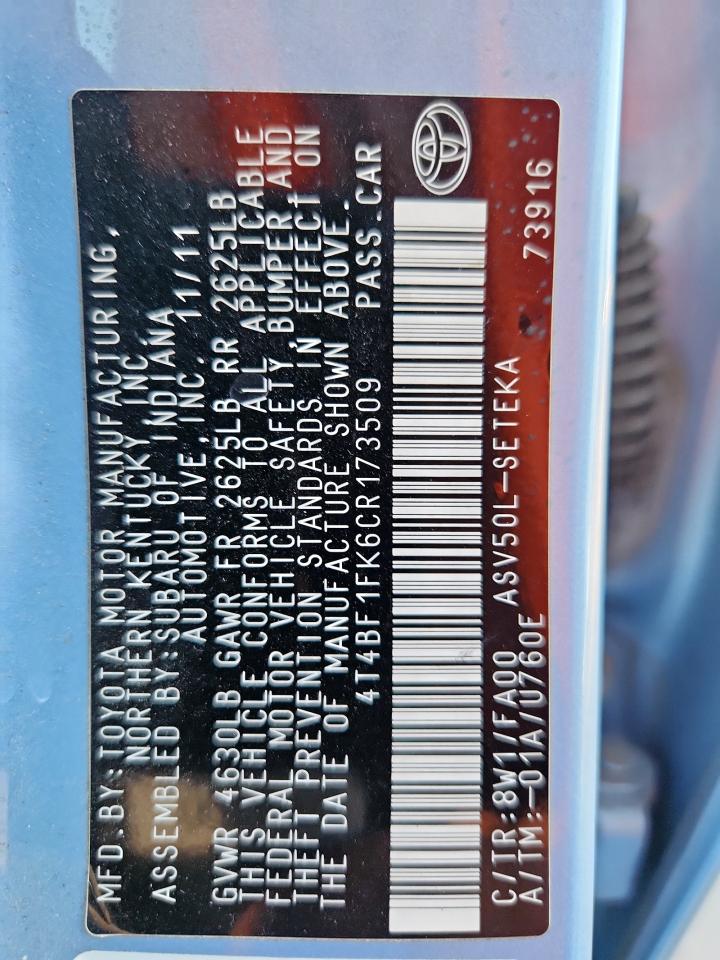 MFD.BY:TOYOTA MOTOR MANUFACTURING,
NORTHERN KENTUCKY INC
ASSEMBLED BY:SUBARU OF INDIANA
AUTOMOTIVE, INC. 11/11
GVWR 4630LB GAWR FR 2625LB RR 2625LB
THIS VEHICLE CONFORMS TO ALL APPLICABLE
FEDERAL MOTOR VEHICLE SAFETY, BUMPER, AND
THEFT PREVENTION STANDARDS IN EFFECT ON
THE DATE OF MANUFACTURE SHOWN ABOVE.
4T4BF1FK6CR173509 PASS.CAR
C/TR:8W1/FA00 ASV50L-SETEKA 73916
A/TM:-01A/U760E